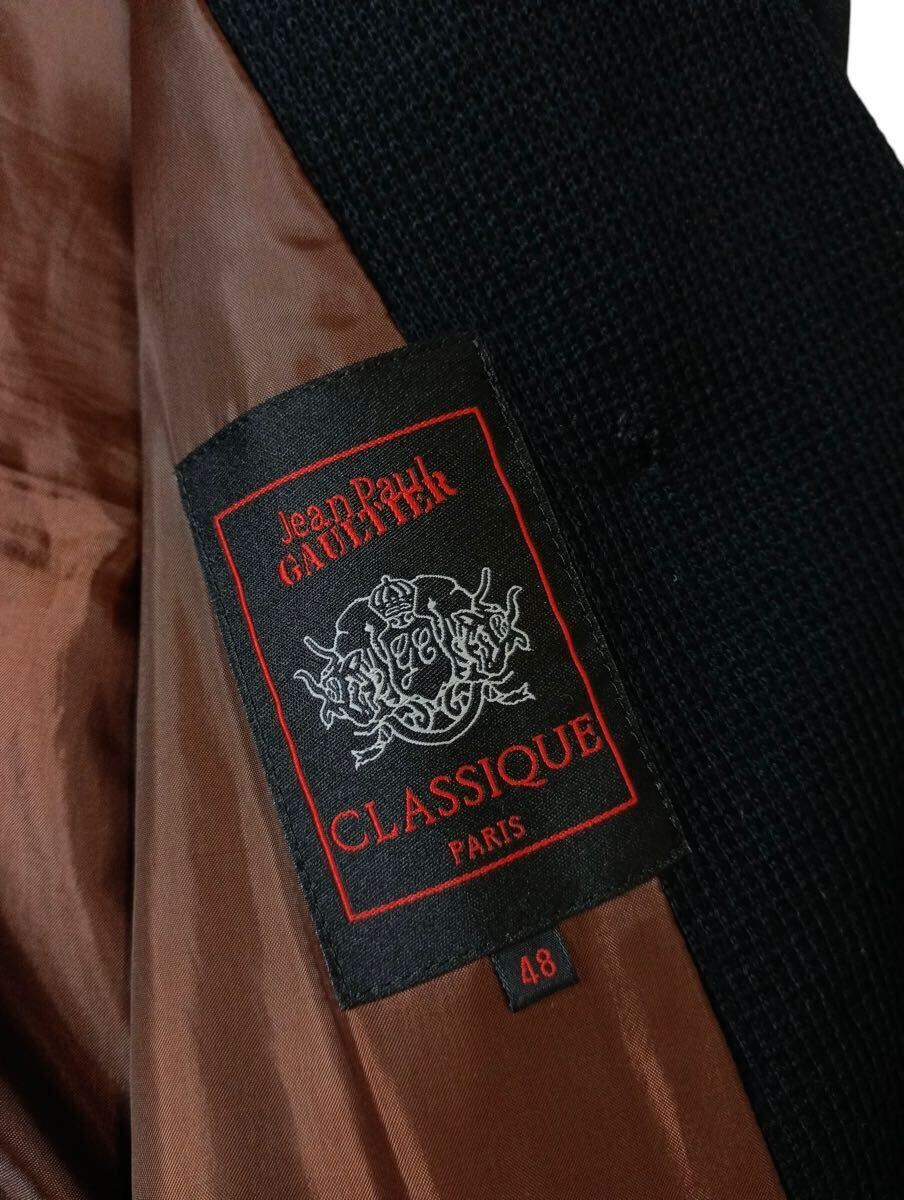 Jean Paul
GAULTIER
CLASSIQUE
PARIS
48